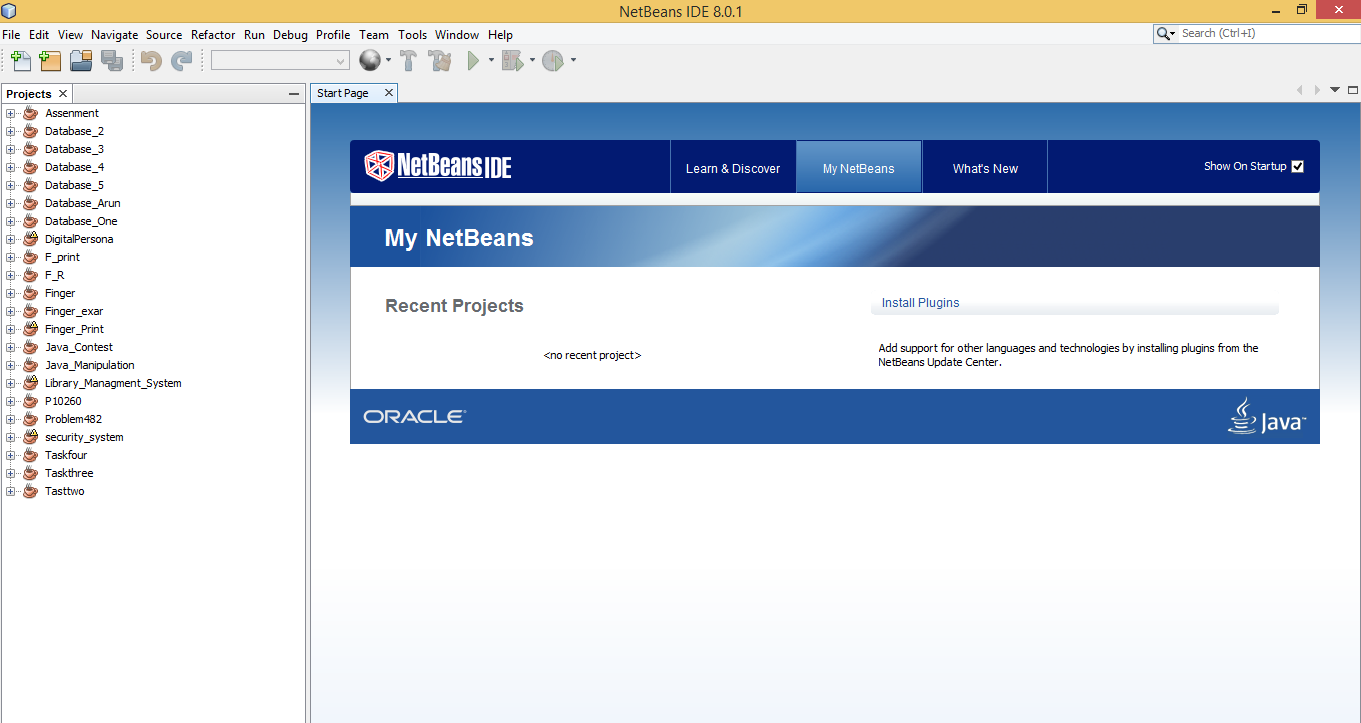 NetBeans IDE 8.0.1
File Edit View Navigate Source Refactor Run Debug Profile Team Tools Window Help
Search (Ctrl+I)
Projects
Start Page
Assenment
Database_2
Database_3
Database_4
Database_5
Database_Arun
Database_One
DigitalPersona
F_print
F_R
Finger
Finger_exar
Finger_Print
Java_Contest
Java_Manipulation
Library_Managment_System
P10260
Problem482
security_system
Taskfour
Taskthree
Tasttwo
NetBeans IDE
Learn & Discover
My NetBeans
What's New
Show On Startup
My NetBeans
Recent Projects
<no recent project>
Install Plugins
Add support for other languages and technologies by installing plugins from the
NetBeans Update Center.
ORACLE
Java™